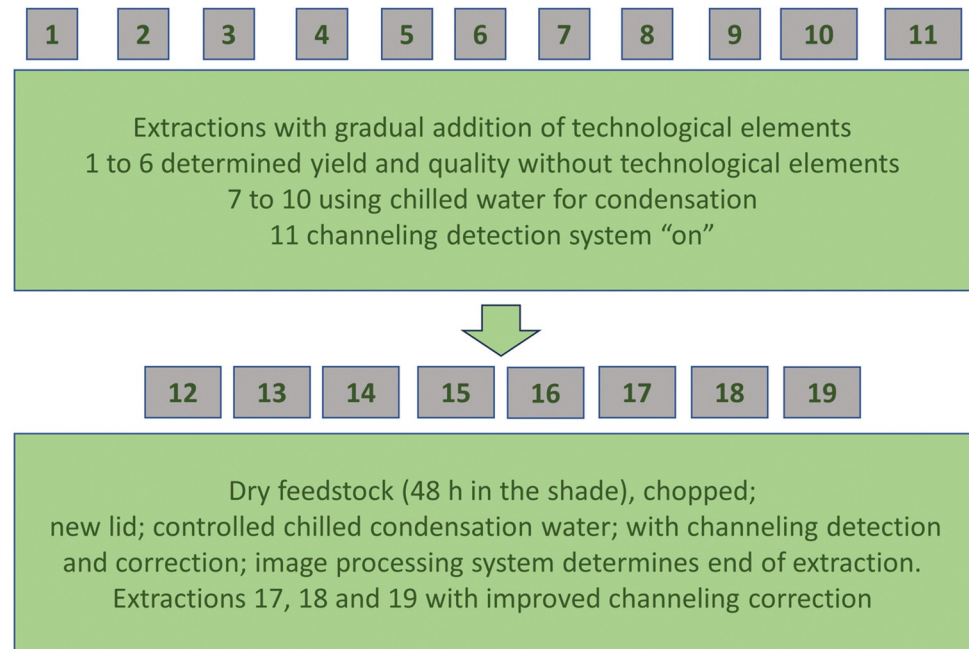 1 2 3 4 5 6 7 8 9 10 11
Extractions with gradual addition of technological elements
1 to 6 determined yield and quality without technological elements
7 to 10 using chilled water for condensation
11 channeling detection system “on”
12 13 14 15 16 17 18 19
Dry feedstock (48 h in the shade), chopped;
new lid; controlled chilled condensation water; with channeling detection
and correction; image processing system determines end of extraction.
Extractions 17, 18 and 19 with improved channeling correction